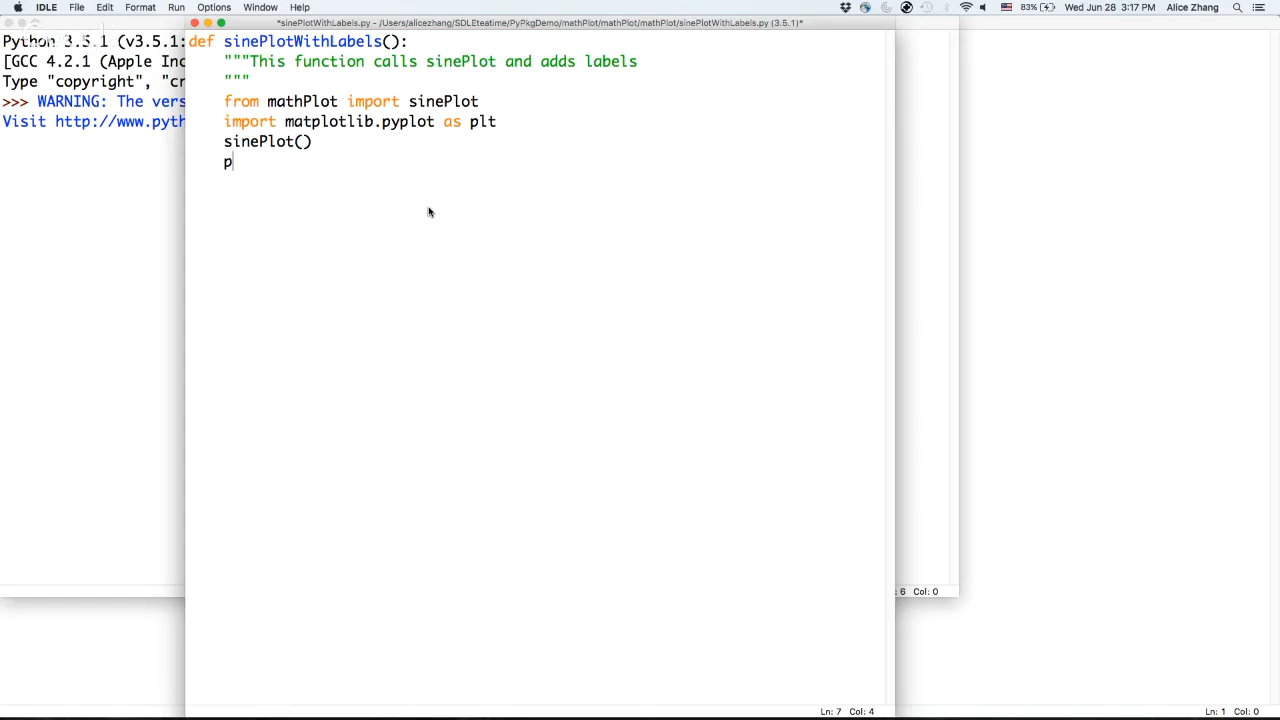 IDLE File Edit Format Run Options Window Help 83% Wed Jun 28 3:17 PM Alice Zhang
*sinePlotWithLabels.py - /Users/alicezhang/SDLEteatime/PyPkgDemo/mathPlot/mathPlot/mathPlot/sinePlotWithLabels.py (3.5.1)*
Python 3.5.1 (v3.5.1:
[GCC 4.2.1 (Apple Inc
Type "copyright", "cr
>>> WARNING: The vers
Visit http://www.pyth
def sinePlotWithLabels():
"""This function calls sinePlot and adds labels
"""
from mathPlot import sinePlot
import matplotlib.pyplot as plt
sinePlot()
p
: 6 Col: 0
Ln: 7 Col: 4
Ln: 1 Col: 0